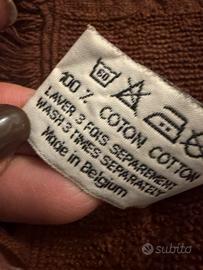 60
100 % COTON COTTON
LAVER 3 FOIS SEPAREMENT
WASH 3 TIMES SEPARATELY
Made in Belgium
subito